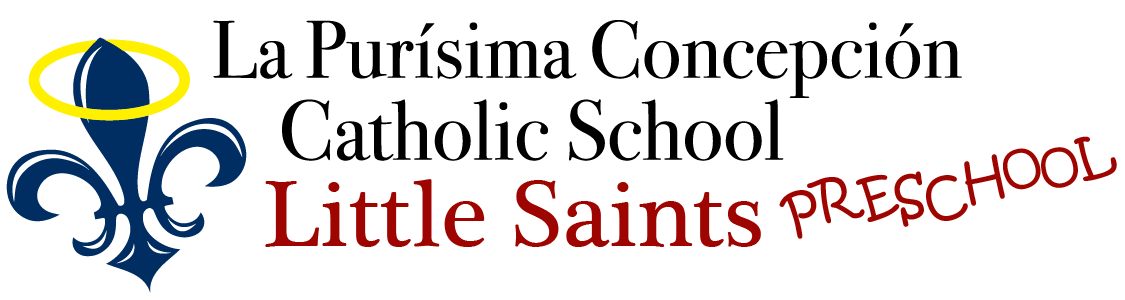 La Purísima Concepción
Catholic School
Little Saints PRESCHOOL